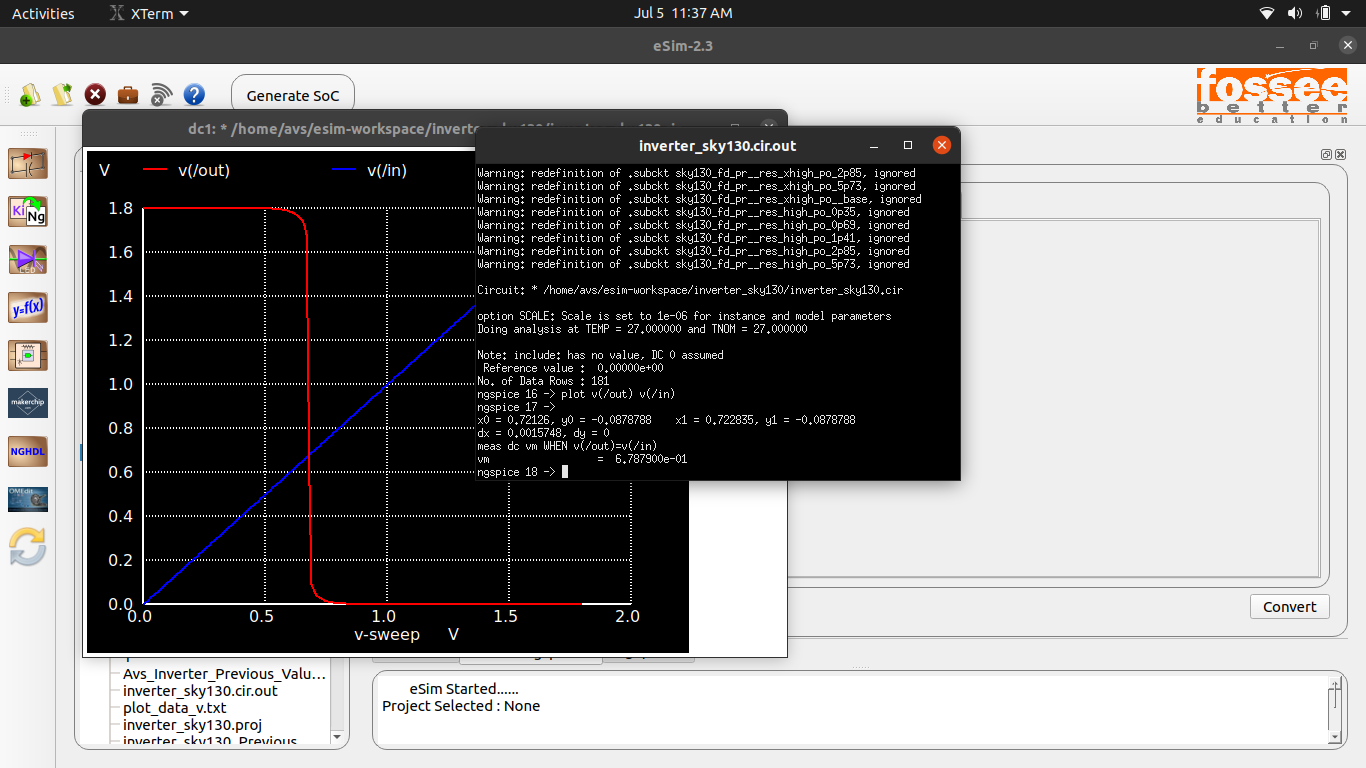 Activities
XTerm
Jul 5 11:37 AM
eSim-2.3
Generate SoC
fossee
better
education
dc1: * /home/avs/esim-workspace/inverte
V
v(/out)
v(/in)
1.8
1.6
1.4
1.2
1.0
0.8
0.6
0.4
0.2
0.0
0.0 0.5 1.0 1.5 2.0
v-sweep V
inverter_sky130.cir.out
Warning: redefinition of .subckt sky130_fd_pr__res_xhigh_po_2p85, ignored
Warning: redefinition of .subckt sky130_fd_pr__res_xhigh_po_5p73, ignored
Warning: redefinition of .subckt sky130_fd_pr__res_xhigh_po__base, ignored
Warning: redefinition of .subckt sky130_fd_pr__res_high_po_0p35, ignored
Warning: redefinition of .subckt sky130_fd_pr__res_high_po_0p69, ignored
Warning: redefinition of .subckt sky130_fd_pr__res_high_po_1p41, ignored
Warning: redefinition of .subckt sky130_fd_pr__res_high_po_2p85, ignored
Warning: redefinition of .subckt sky130_fd_pr__res_high_po_5p73, ignored
Circuit: * /home/avs/esim-workspace/inverter_sky130/inverter_sky130.cir
option SCALE: Scale is set to 1e-06 for instance and model parameters
Doing analysis at TEMP = 27.000000 and TNOM = 27.000000
Note: include: has no value, DC 0 assumed
Reference value : 0.00000e+00
No. of Data Rows : 181
ngspice 16 -> plot v(/out) v(/in)
ngspice 17 ->
x0 = 0.72126, y0 = -0.0878788 x1 = 0.722835, y1 = -0.0878788
dx = 0.0015748, dy = 0
meas dc vm WHEN v(/out)=v(/in)
vm = 6.787900e-01
ngspice 18 ->
Ki
Ng
LED
y=f(x)
makerchip
NGHDL
OMEdit
Convert
Avs_Inverter_Previous_Valu...
inverter_sky130.cir.out
plot_data_v.txt
inverter_sky130.proj
inverter_sky130_Previous
eSim Started......
Project Selected : None